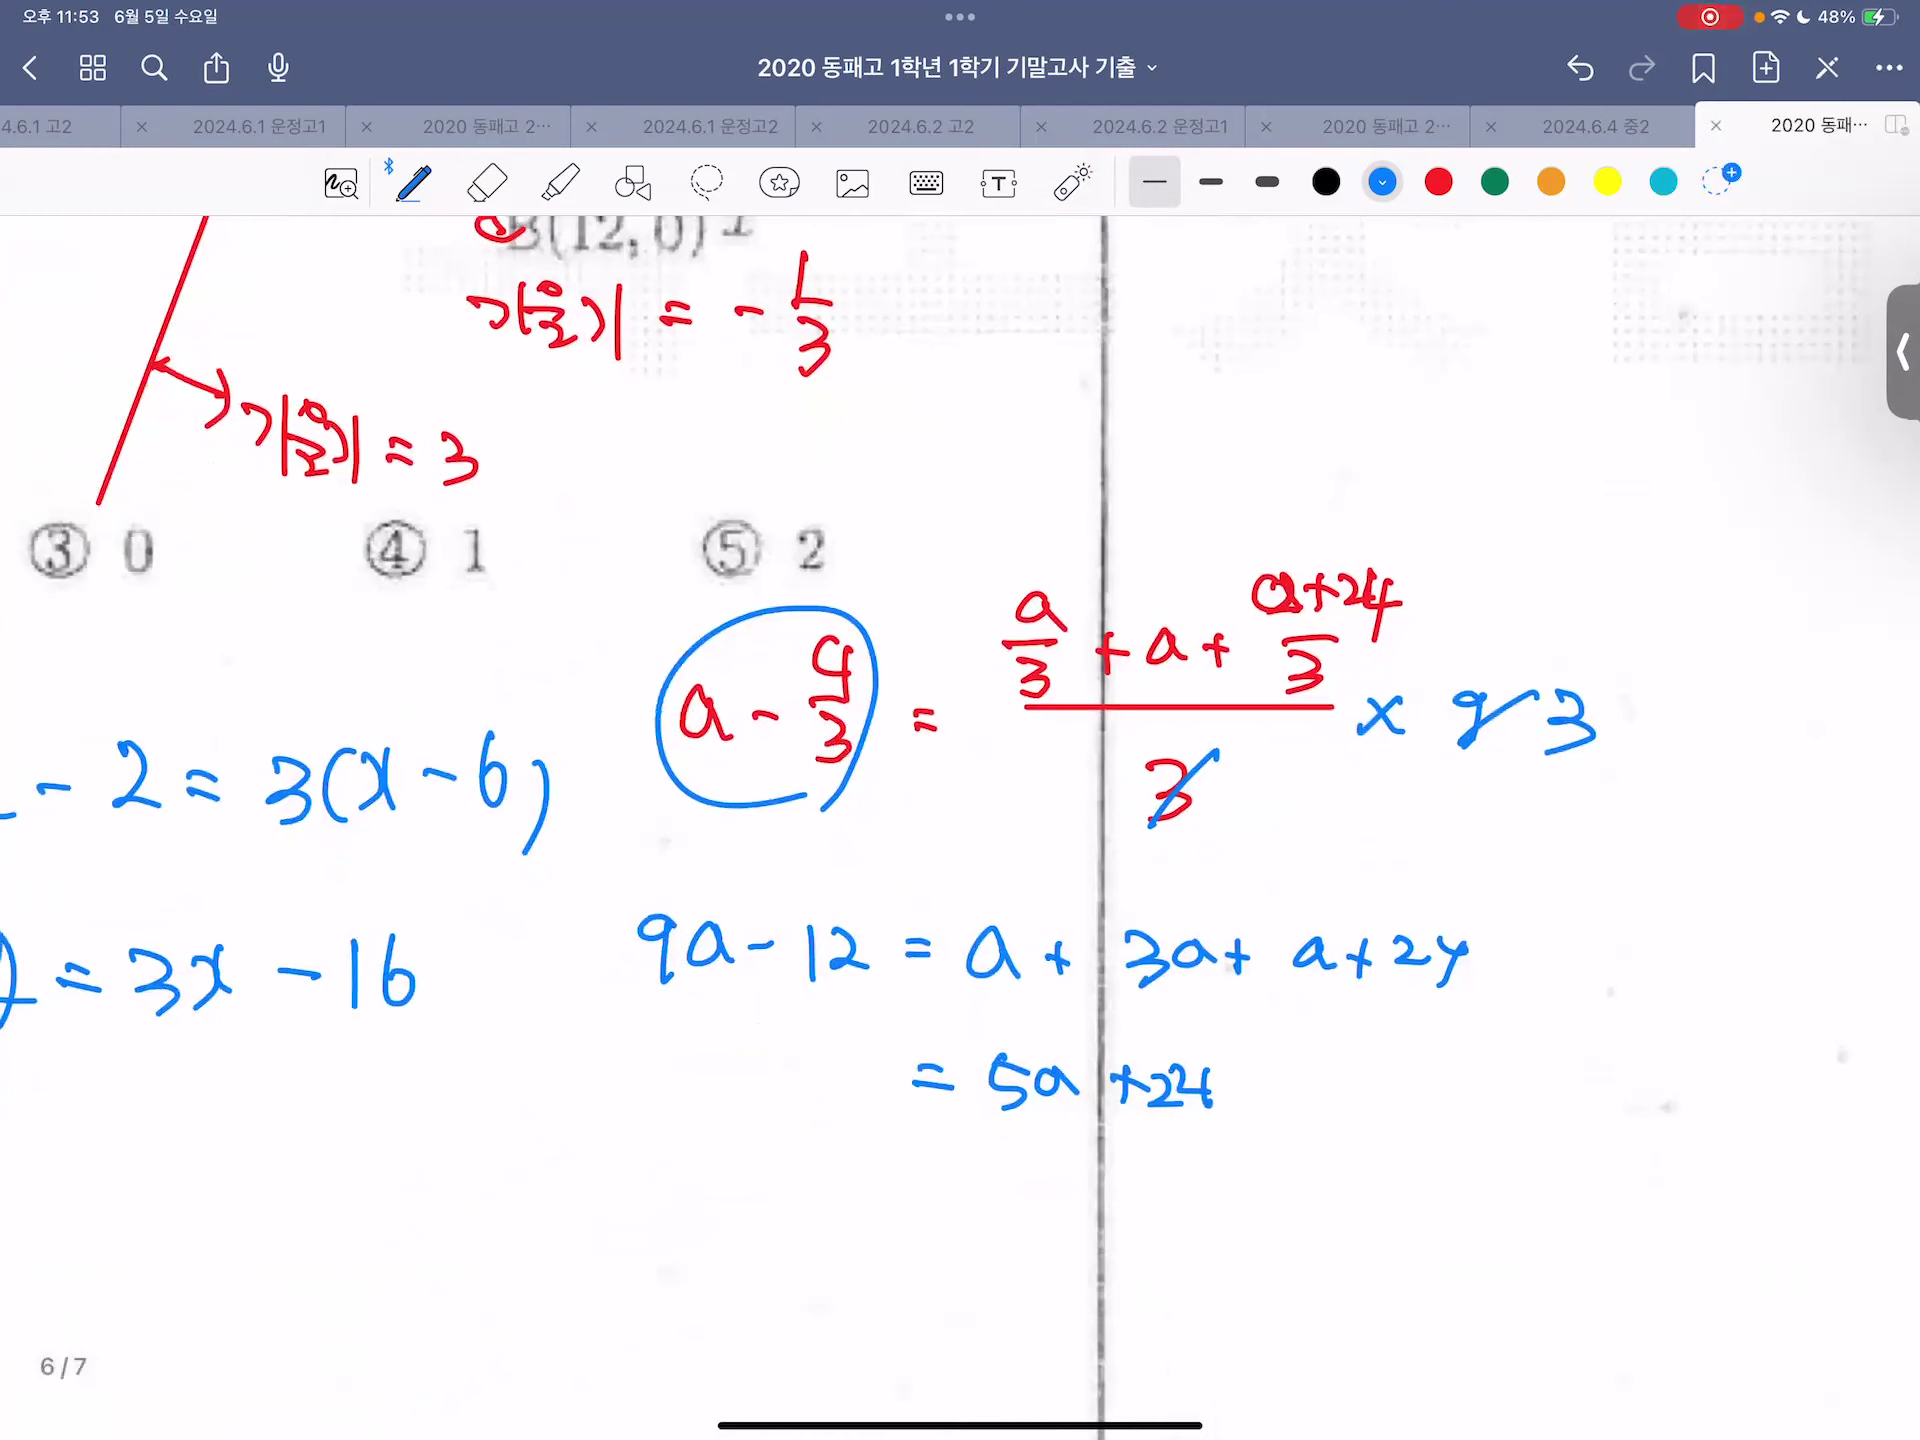 오후 11:53 6월 5일 수요일
48%
2020 동패고 1학년 1학기 기말고사 기출
4.6.1 고2
2024.6.1 운정고1
2020 동패고 2…
2024.6.1 운정고2
2024.6.2 고2
2024.6.2 운정고1
2020 동패고 2…
2024.6.4 중2
2020 동패…
T
B(12, 0)
기울기 = - 1/3
기울기 = 3
③ 0 ④ 1 ⑤ 2
a - 4/3 = (a/3 + a + (a+24)/3)/3 × 9 3
- 2 = 3(x - 6)
= 3x - 16
9a - 12 = a + 3a + a + 24
= 5a + 24
6 / 7